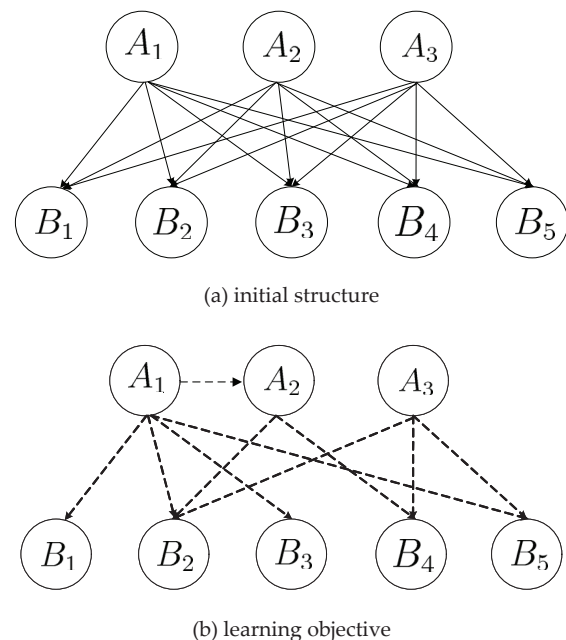 A₁ A₂ A₃
B₁ B₂ B₃ B₄ B₅
(a) initial structure
A₁ A₂ A₃
B₁ B₂ B₃ B₄ B₅
(b) learning objective